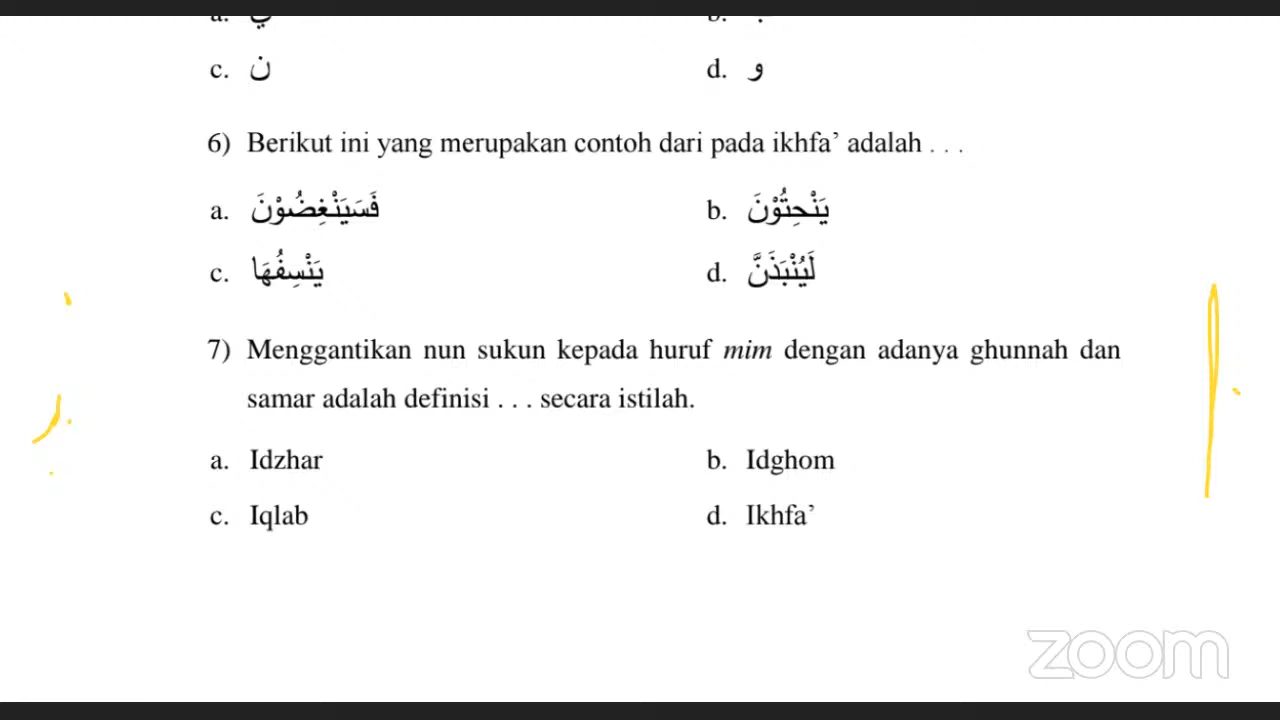 c. ن d. و
6) Berikut ini yang merupakan contoh dari pada ikhfa’ adalah . . .
a. فَسَيَنْغِضُوْنَ b. يَنْحِتُوْنَ
c. يَنْسِفُهَا d. لَيُنْبَذَنَّ
7) Menggantikan nun sukun kepada huruf mim dengan adanya ghunnah dan
samar adalah definisi . . . secara istilah.
a. Idzhar b. Idghom
c. Iqlab d. Ikhfa’
zoom